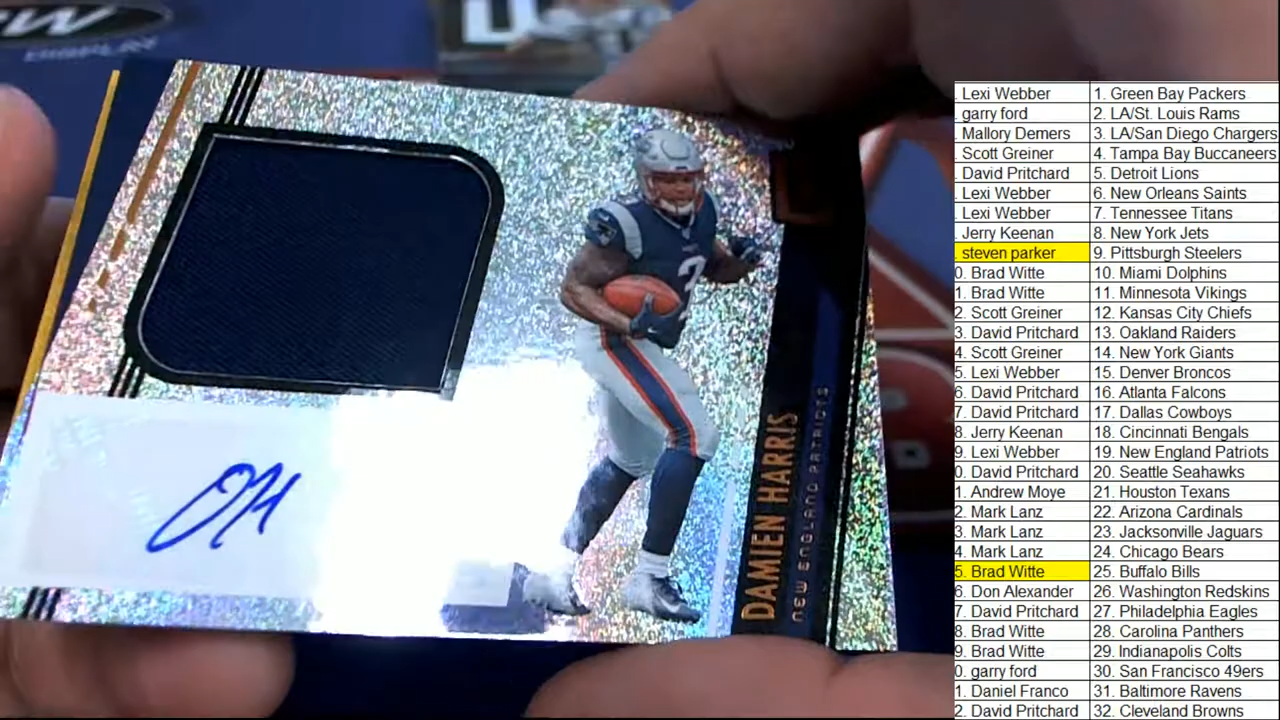 DISPLAY
DAMIEN HARRIS
NEW ENGLAND PATRIOTS
Lexi Webber 1. Green Bay Packers
garry ford 2. LA/St. Louis Rams
Mallory Demers 3. LA/San Diego Chargers
Scott Greiner 4. Tampa Bay Buccaneers
David Pritchard 5. Detroit Lions
Lexi Webber 6. New Orleans Saints
Lexi Webber 7. Tennessee Titans
Jerry Keenan 8. New York Jets
steven parker 9. Pittsburgh Steelers
0. Brad Witte 10. Miami Dolphins
1. Brad Witte 11. Minnesota Vikings
2. Scott Greiner 12. Kansas City Chiefs
3. David Pritchard 13. Oakland Raiders
4. Scott Greiner 14. New York Giants
5. Lexi Webber 15. Denver Broncos
6. David Pritchard 16. Atlanta Falcons
7. David Pritchard 17. Dallas Cowboys
8. Jerry Keenan 18. Cincinnati Bengals
9. Lexi Webber 19. New England Patriots
0. David Pritchard 20. Seattle Seahawks
1. Andrew Moye 21. Houston Texans
2. Mark Lanz 22. Arizona Cardinals
3. Mark Lanz 23. Jacksonville Jaguars
4. Mark Lanz 24. Chicago Bears
5. Brad Witte 25. Buffalo Bills
6. Don Alexander 26. Washington Redskins
7. David Pritchard 27. Philadelphia Eagles
8. Brad Witte 28. Carolina Panthers
9. Brad Witte 29. Indianapolis Colts
0. garry ford 30. San Francisco 49ers
1. Daniel Franco 31. Baltimore Ravens
2. David Pritchard 32. Cleveland Browns